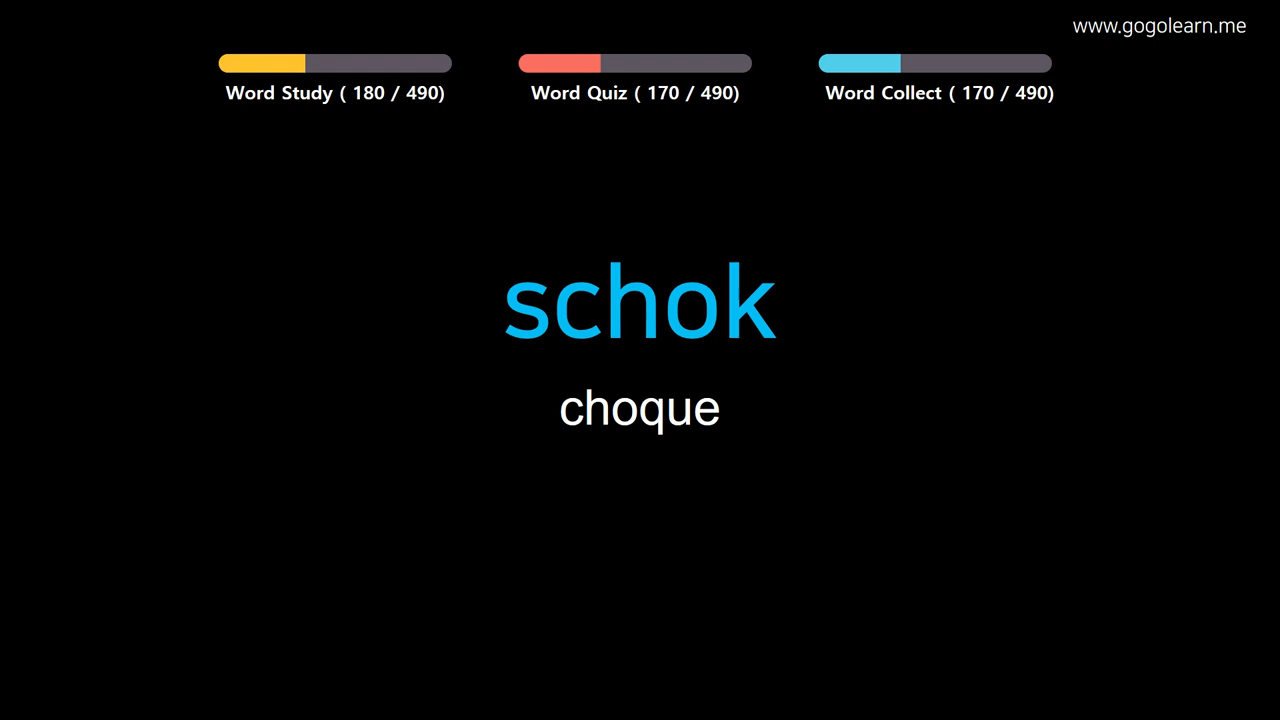 www.gogolearn.me
Word Study ( 180 / 490)
Word Quiz ( 170 / 490)
Word Collect ( 170 / 490)
schok
choque